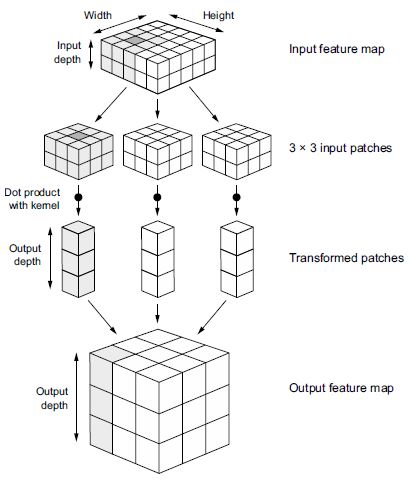 Width
Height
Input
depth
Input feature map
3 × 3 input patches
Dot product
with kernel
Output
depth
Transformed patches
Output
depth
Output feature map